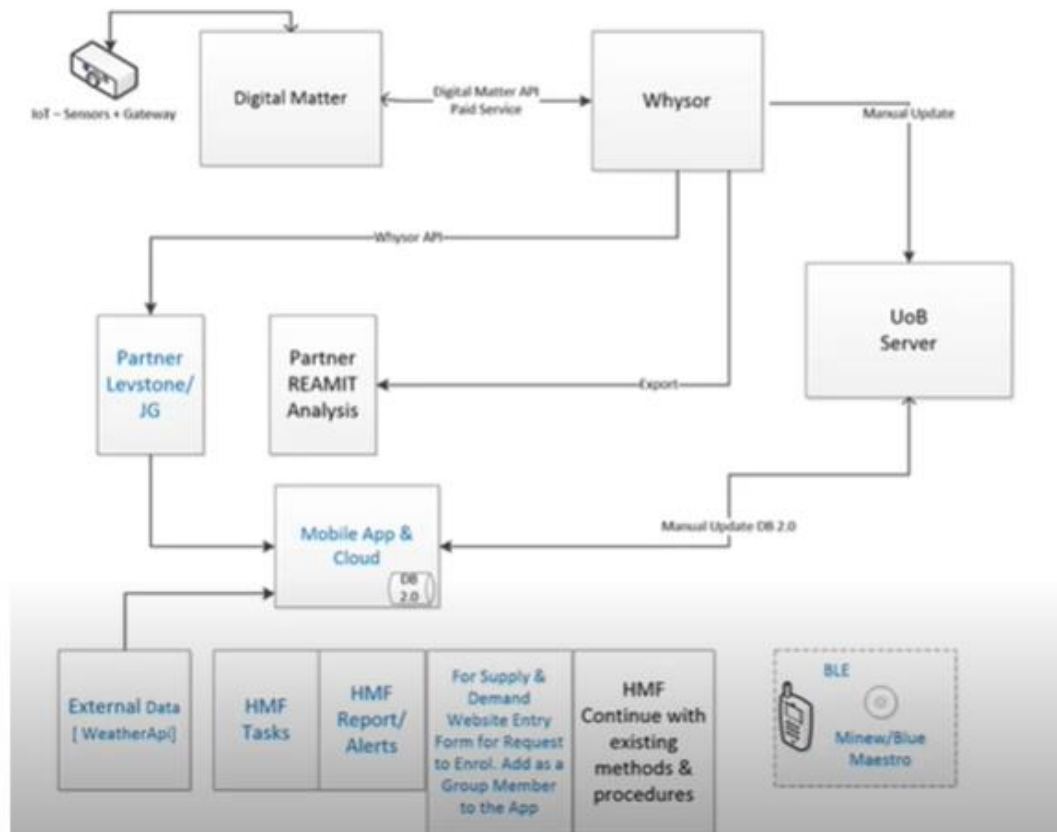 Digital Matter
Digital Matter API
Paid Service
Whysor
IoT – Sensors + Gateway
Manual Update
Whysor API
UoB
Server
Partner
Levstone/
JG
Partner
REAMIT
Analysis
Export
Mobile App &
Cloud
DB
2.0
Manual Update DB 2.0
External Data
[ WeatherApi]
HMF
Tasks
HMF
Report/
Alerts
For Supply &
Demand
Website Entry
Form for Request
to Enrol. Add as a
Group Member
to the App
HMF
Continue with
existing
methods &
procedures
BLE
Minew/Blue
Maestro